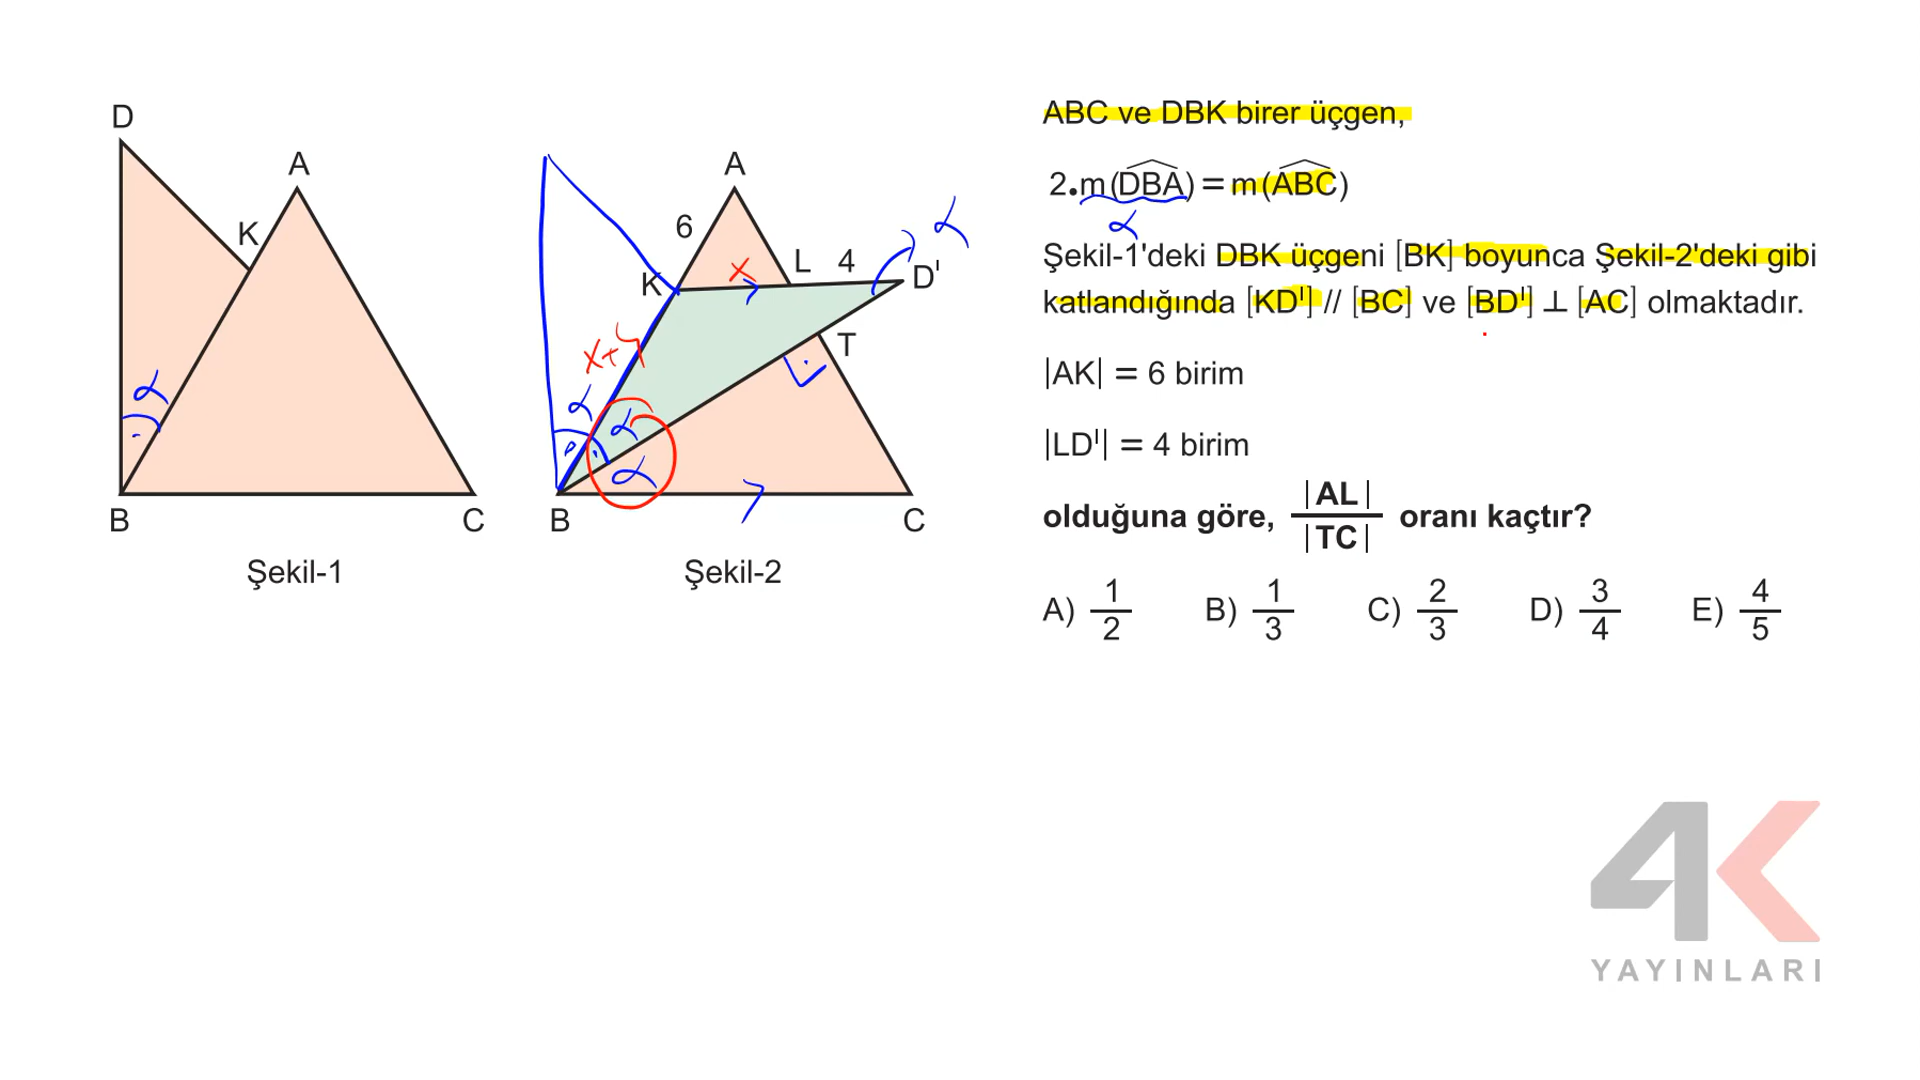 D
A
K
B
C
Şekil-1
α
A
6
K
x
L
4
D'
α
x+4
T
α
α
α
B
C
Şekil-2
ABC ve DBK birer üçgen,
2.m(DBA) = m(ABC)
α
Şekil-1'deki DBK üçgeni [BK] boyunca Şekil-2'deki gibi
katlandığında [KD'] // [BC] ve [BD'] ⊥ [AC] olmaktadır.
|AK| = 6 birim
|LD'| = 4 birim
olduğuna göre, |AL| / |TC| oranı kaçtır?
A) 1/2 B) 1/3 C) 2/3 D) 3/4 E) 4/5
4K
YAYINLARI